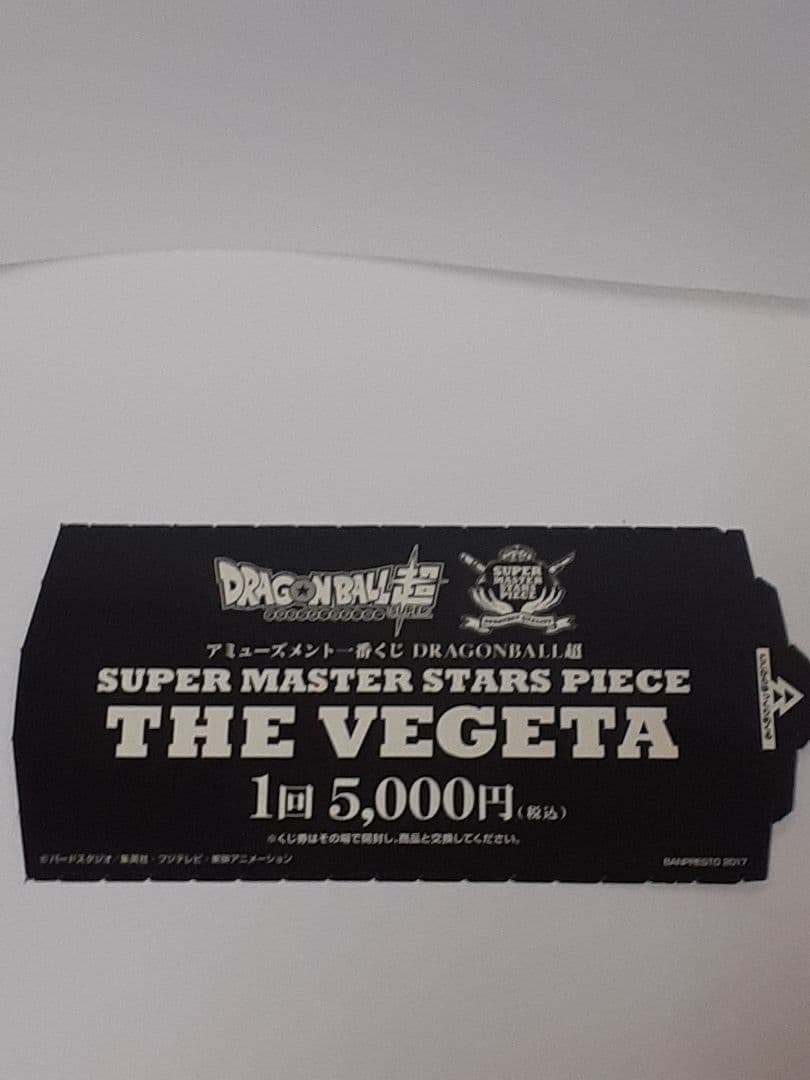 DRAGONBALL超
SUPER
SUPER
MASTER
STARS
PIECE
アミューズメント一番くじ DRAGONBALL超
SUPER MASTER STARS PIECE
THE VEGETA
1回 5,000円(税込)
※くじ券はその場で開封し、商品と交換してください。
©バードスタジオ/集英社・フジテレビ・東映アニメーション
BANPRESTO 2017